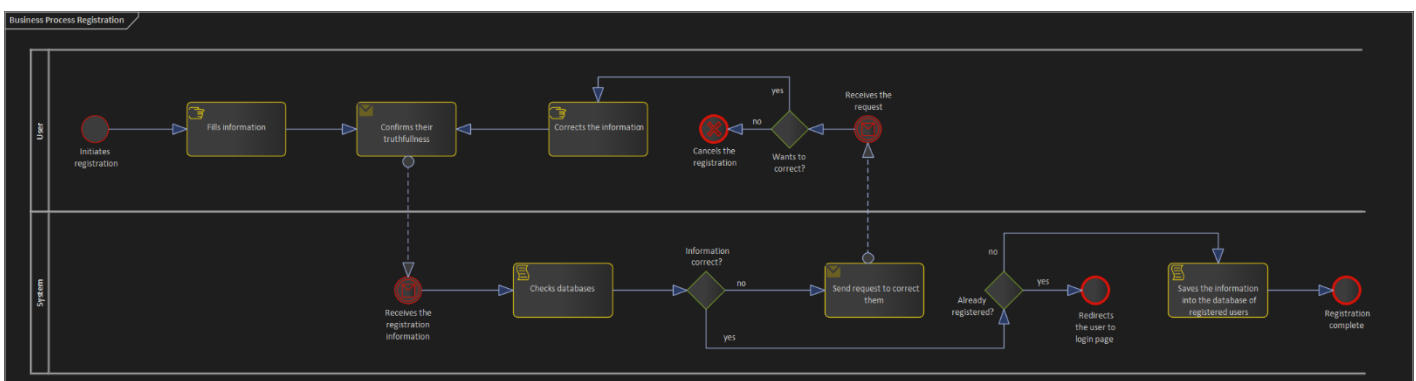 Business Process Registration
User
Initiates
registration
Fills information
Confirms their
truthfullness
Corrects the information
yes
no
Cancels the
registration
Wants to
correct?
Receives the
request
System
Receives the
registration
information
Checks databases
Information
correct?
no
yes
Send request to correct
them
Already
registered?
no
yes
Redirects
the user to
login page
Saves the information
into the database of
registered users
Registration
complete